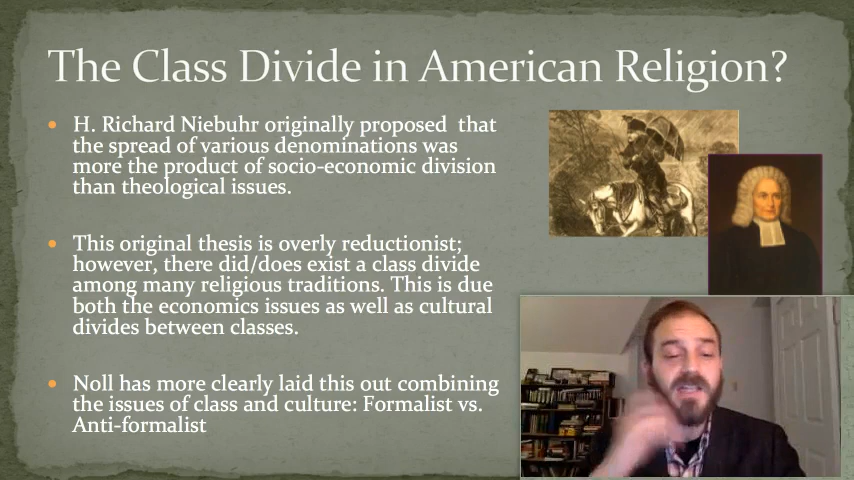 The Class Divide in American Religion?
H. Richard Niebuhr originally proposed that
the spread of various denominations was
more the product of socio-economic division
than theological issues.
This original thesis is overly reductionist;
however, there did/does exist a class divide
among many religious traditions. This is due
both the economics issues as well as cultural
divides between classes.
Noll has more clearly laid this out combining
the issues of class and culture: Formalist vs.
Anti-formalist